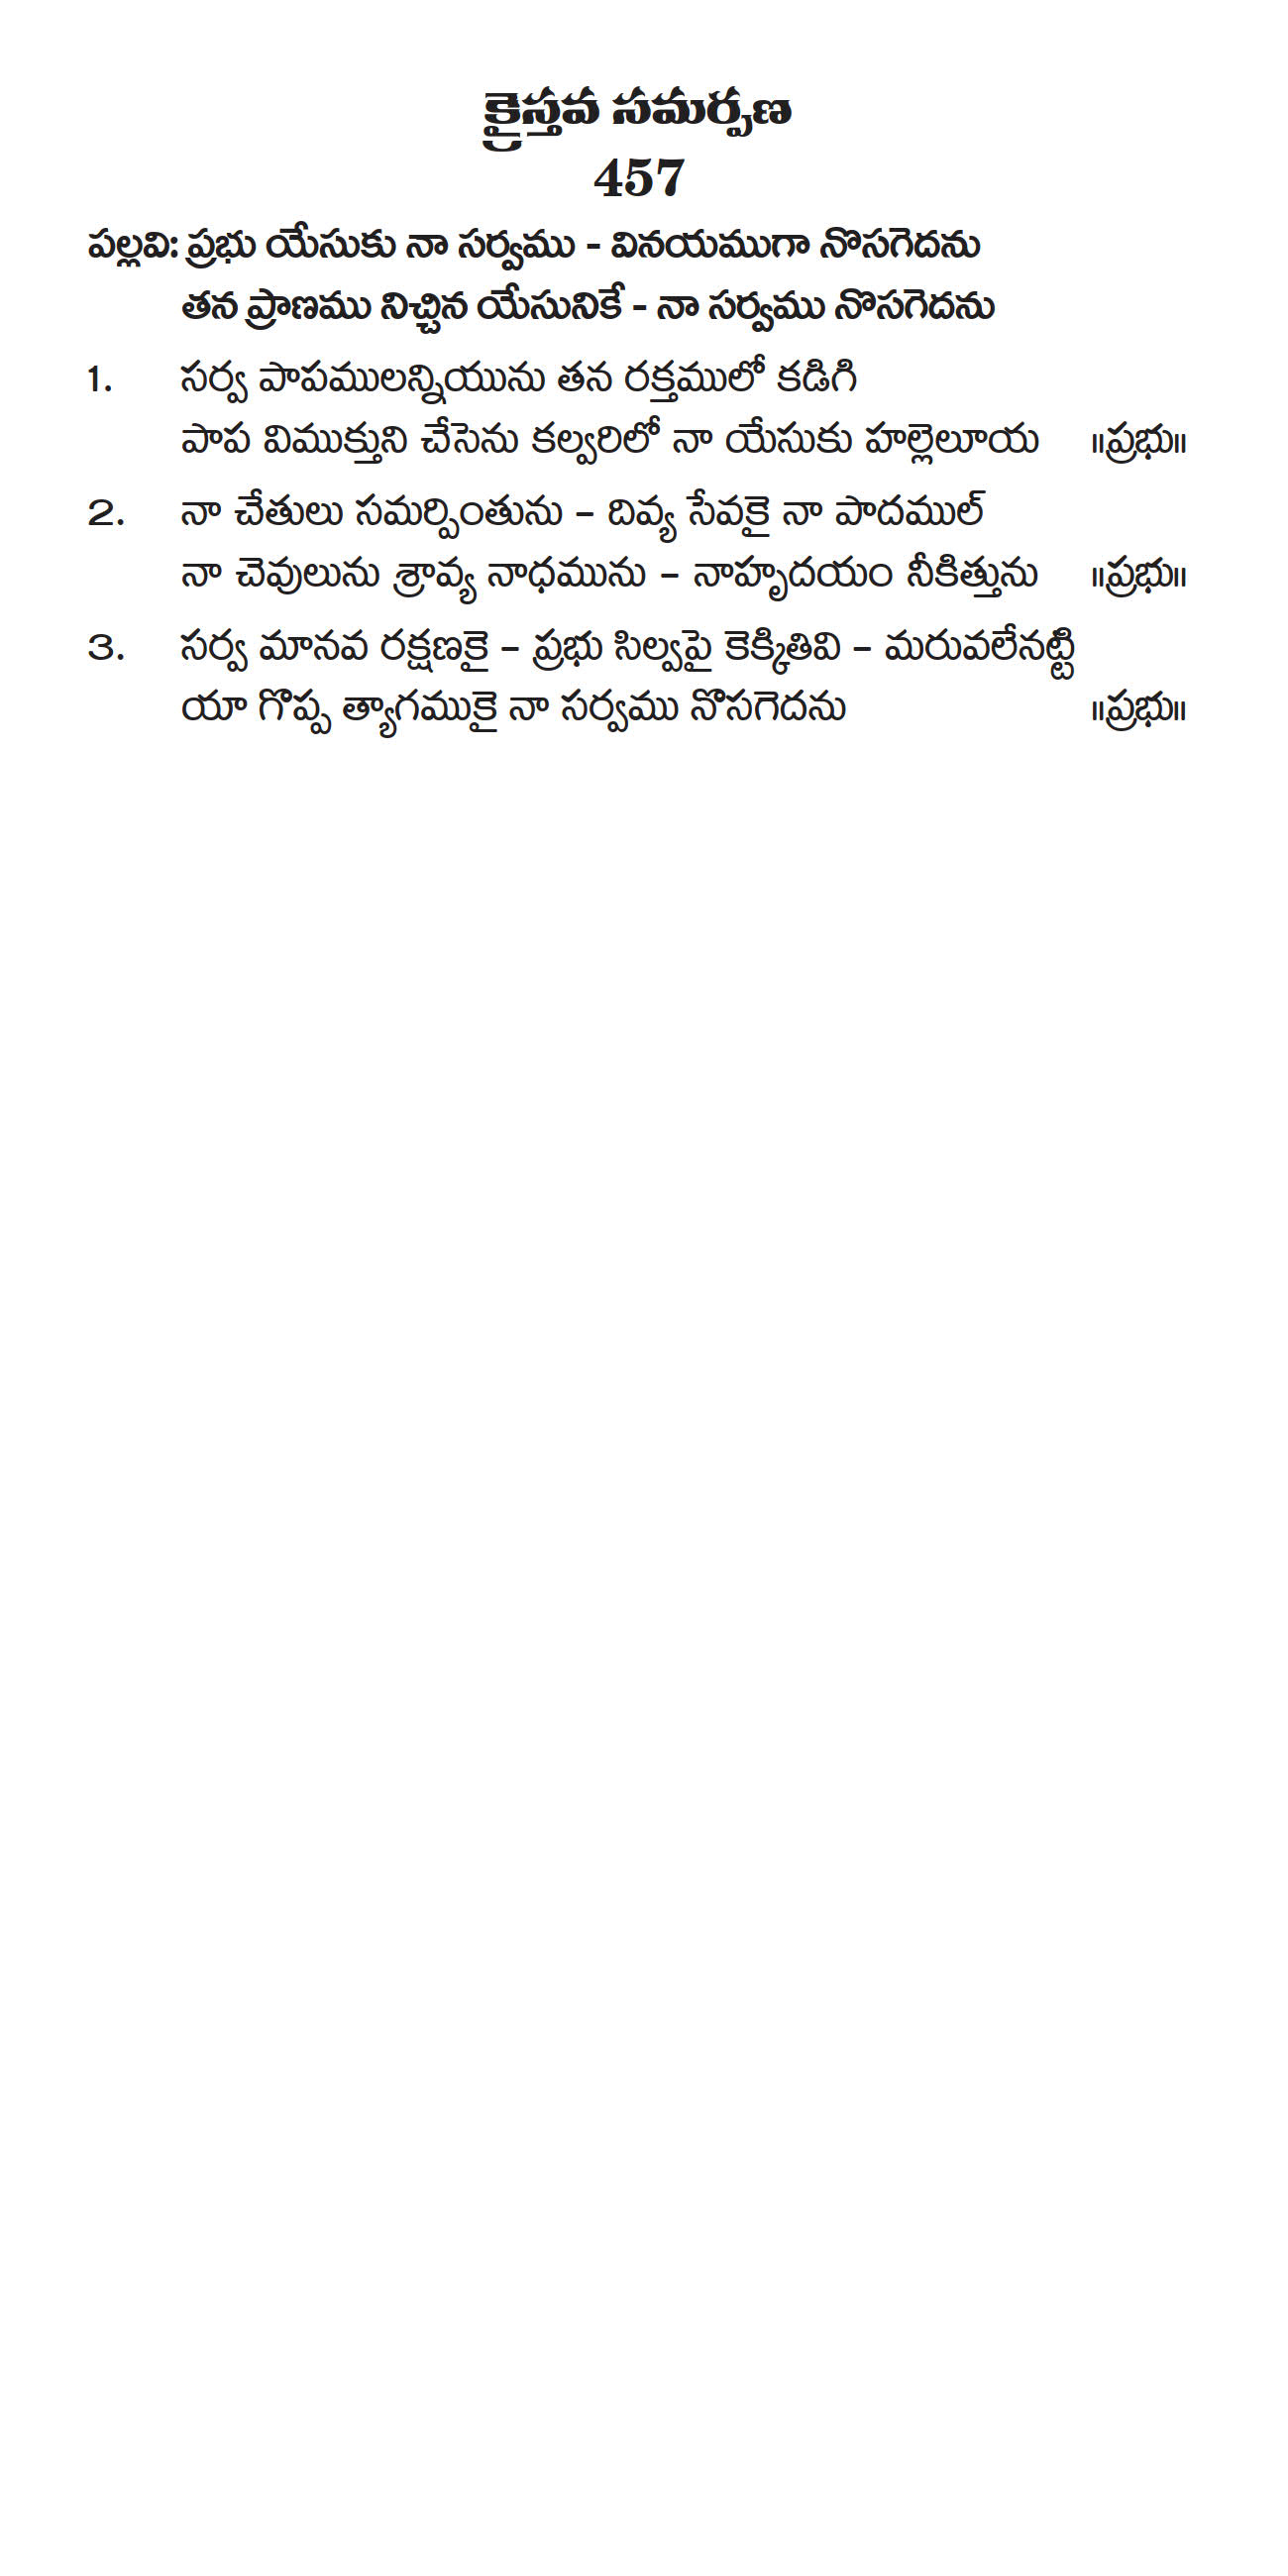 క్రైస్తవ సమర్పణ
457
పల్లవి: ప్రభు యేసుకు నా సర్వము - వినయముగా నొసగెదను
తన ప్రాణము నిచ్చిన యేసునికే - నా సర్వము నొసగెదను
1. సర్వ పాపములన్నియును తన రక్తములో కడిగి
పాప విముక్తుని చేసెను కల్వరిలో నా యేసుకు హల్లెలూయ ॥ప్రభు॥
2. నా చేతులు సమర్పింతును – దివ్య సేవకై నా పాదముల్
నా చెవులును శ్రావ్య నాధమును – నాహృదయం నీకిత్తును ॥ప్రభు॥
3. సర్వ మానవ రక్షణకై – ప్రభు సిల్వపై కెక్కితివి – మరువలేనట్టి
యా గొప్ప త్యాగముకై నా సర్వము నొసగెదను ॥ప్రభు॥